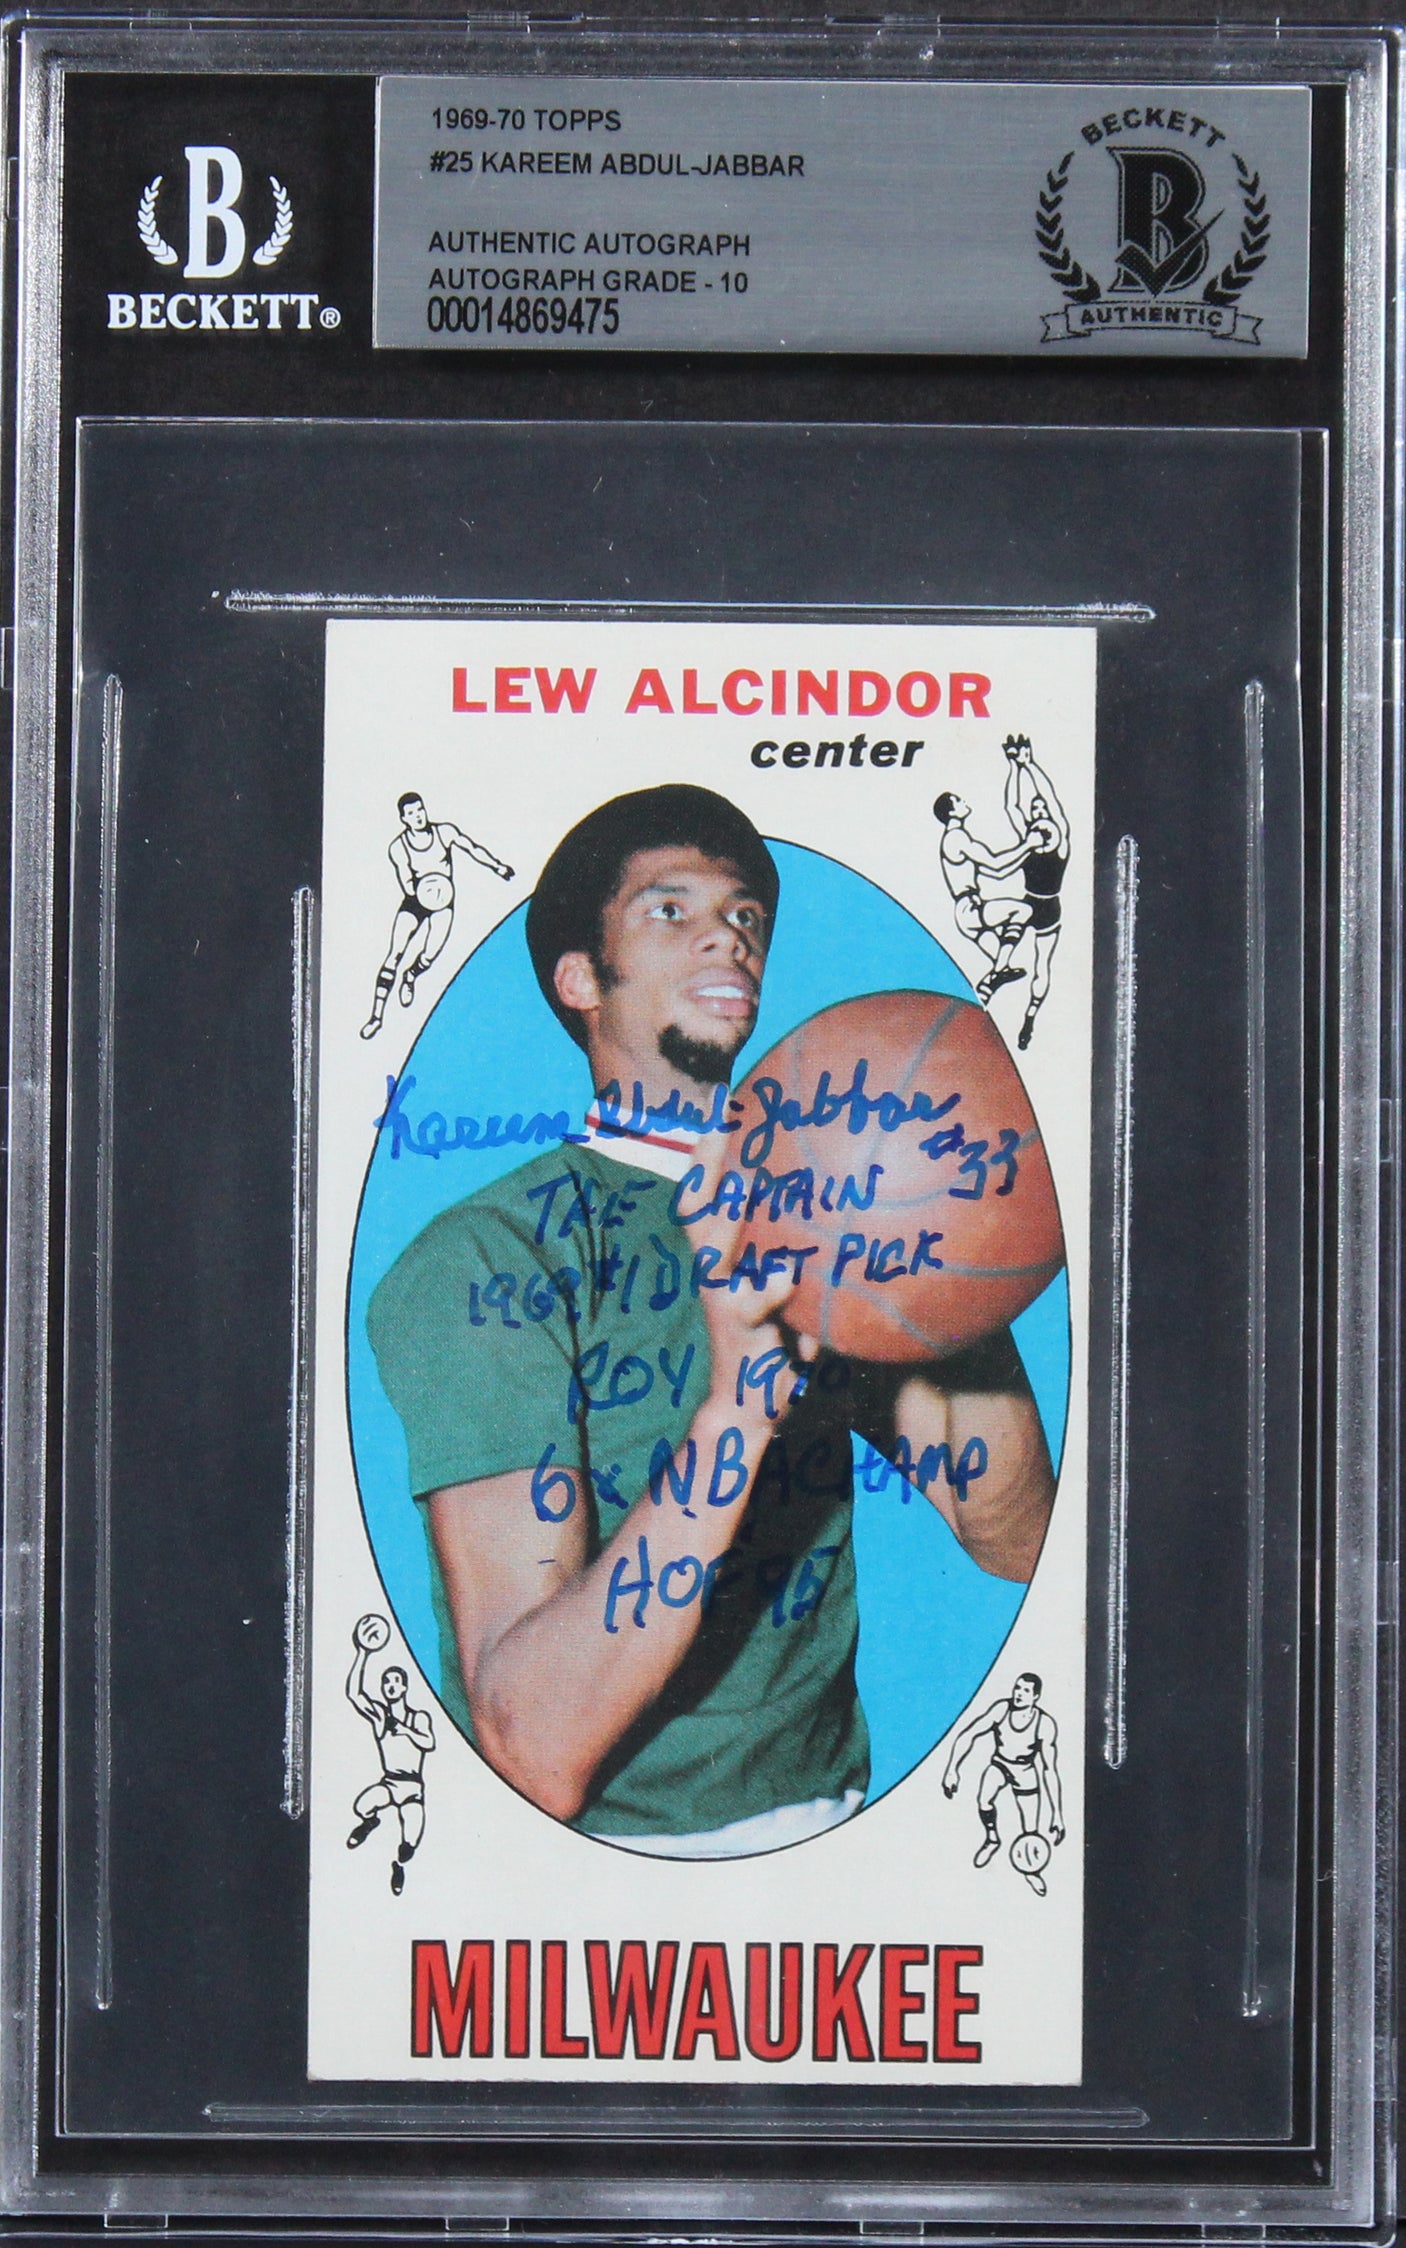 1969-70 TOPPS
#25 KAREEM ABDUL-JABBAR
AUTHENTIC AUTOGRAPH
AUTOGRAPH GRADE - 10
00014869475
B
BECKETT®
BECKETT
B
AUTHENTIC
LEW ALCINDOR
center
Kareem Abdul-Jabbar
#33
THE CAPTAIN
1969 #1 DRAFT PICK
ROY 1970
6x NBA CHAMP
HOF 95
MILWAUKEE